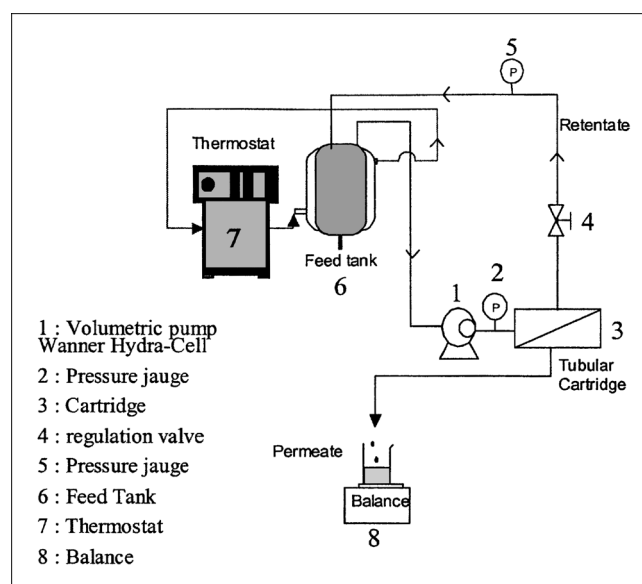 5
P
Retentate
Thermostat
7
4
Feed tank
6
1
2
P
3
Tubular
Cartridge
1 : Volumetric pump
Wanner Hydra-Cell
2 : Pressure jauge
3 : Cartridge
4 : regulation valve
5 : Pressure jauge
6 : Feed Tank
7 : Thermostat
8 : Balance
Permeate
Balance
8